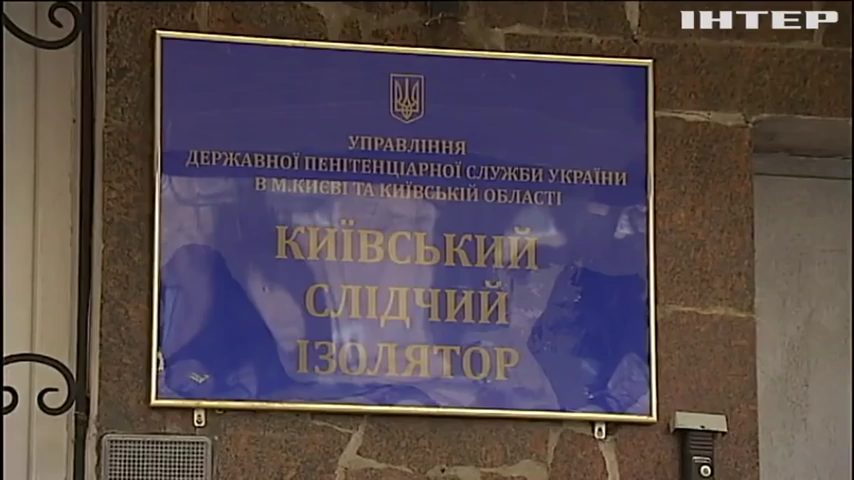 ІНТЕР
УПРАВЛІННЯ
ДЕРЖАВНОЇ ПЕНІТЕНЦІАРНОЇ СЛУЖБИ УКРАЇНИ
В М.КИЄВІ ТА КИЇВСЬКІЙ ОБЛАСТІ
КИЇВСЬКИЙ
СЛІДЧИЙ
ІЗОЛЯТОР